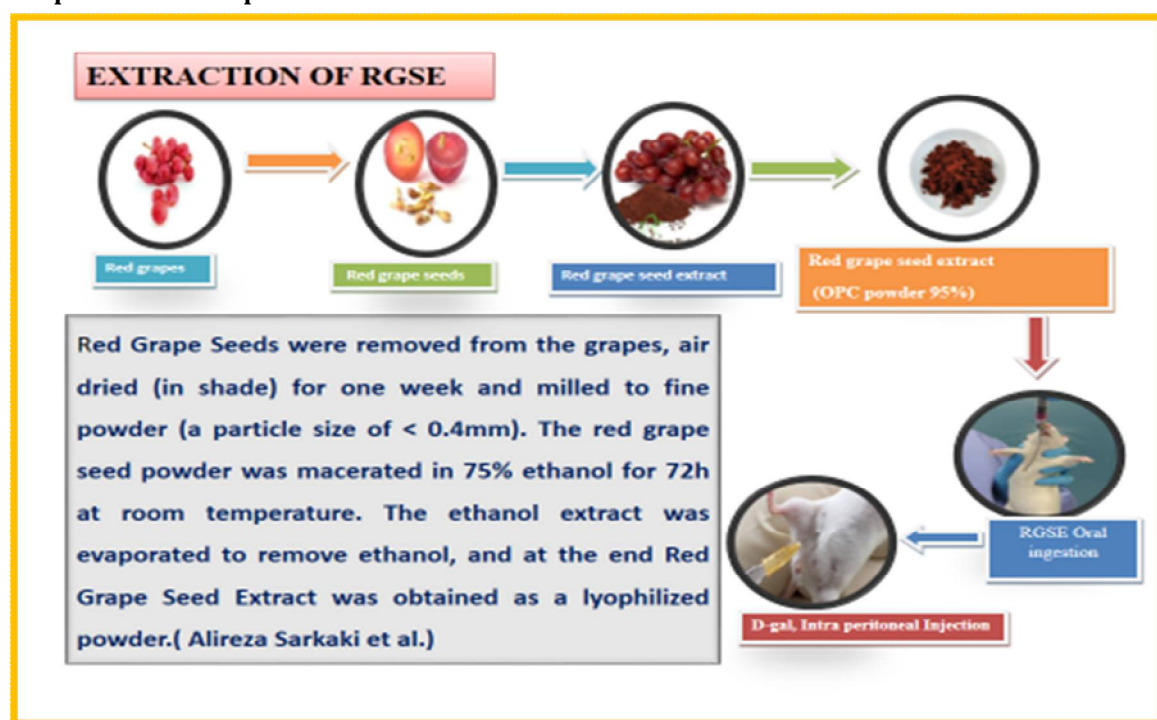 EXTRACTION OF RGSE
Red grapes
Red grape seeds
Red grape seed extract
Red grape seed extract
(OPC powder 95%)
Red Grape Seeds were removed from the grapes, air
dried (in shade) for one week and milled to fine
powder (a particle size of < 0.4mm). The red grape
seed powder was macerated in 75% ethanol for 72h
at room temperature. The ethanol extract was
evaporated to remove ethanol, and at the end Red
Grape Seed Extract was obtained as a lyophilized
powder.( Alireza Sarkaki et al.)
RGSE Oral
ingestion
D-gal, Intra peritoneal Injection